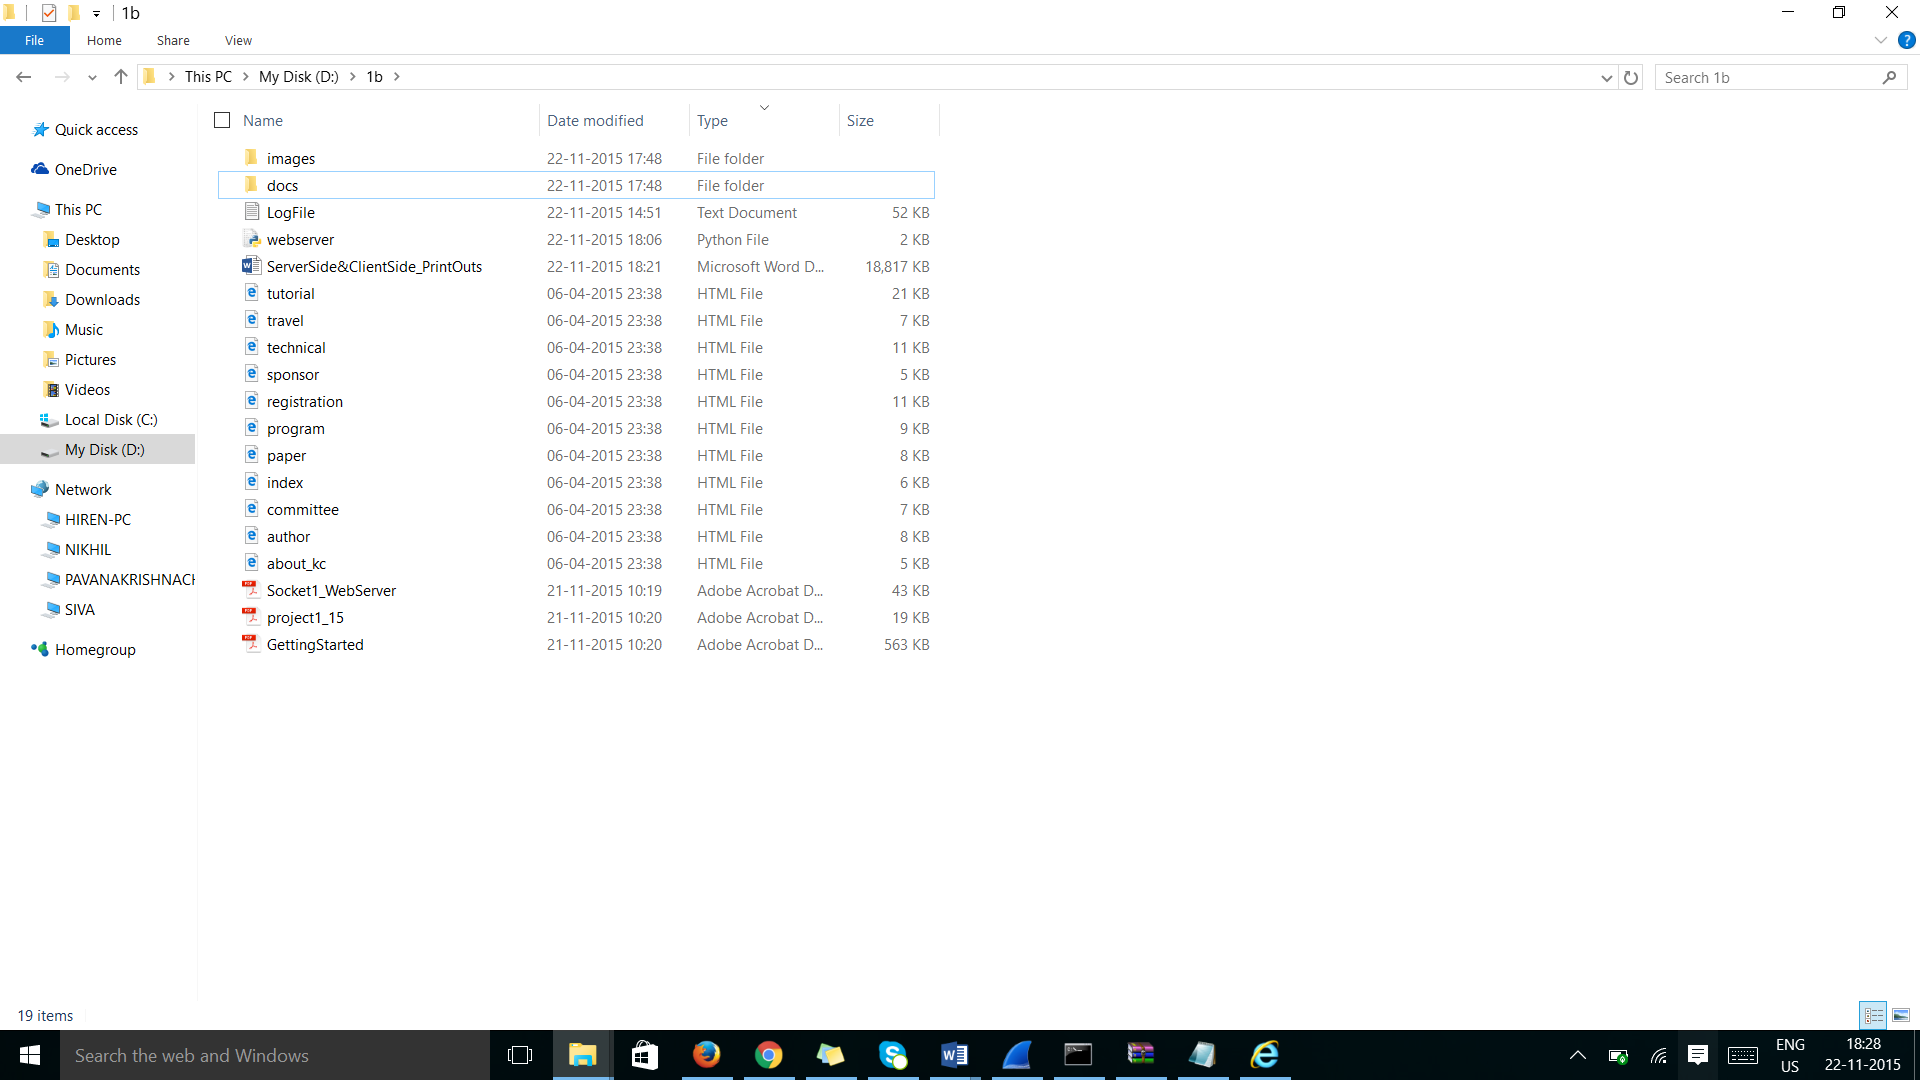 1b
File Home Share View
This PC My Disk (D:) 1b
Search 1b
Name Date modified Type Size
Quick access
OneDrive
This PC
Desktop
Documents
Downloads
Music
Pictures
Videos
Local Disk (C:)
My Disk (D:)
Network
HIREN-PC
NIKHIL
PAVANAKRISHNACH
SIVA
Homegroup
images 22-11-2015 17:48 File folder
docs 22-11-2015 17:48 File folder
LogFile 22-11-2015 14:51 Text Document 52 KB
webserver 22-11-2015 18:06 Python File 2 KB
ServerSide&ClientSide_PrintOuts 22-11-2015 18:21 Microsoft Word D... 18,817 KB
tutorial 06-04-2015 23:38 HTML File 21 KB
travel 06-04-2015 23:38 HTML File 7 KB
technical 06-04-2015 23:38 HTML File 11 KB
sponsor 06-04-2015 23:38 HTML File 5 KB
registration 06-04-2015 23:38 HTML File 11 KB
program 06-04-2015 23:38 HTML File 9 KB
paper 06-04-2015 23:38 HTML File 8 KB
index 06-04-2015 23:38 HTML File 6 KB
committee 06-04-2015 23:38 HTML File 7 KB
author 06-04-2015 23:38 HTML File 8 KB
about_kc 06-04-2015 23:38 HTML File 5 KB
Socket1_WebServer 21-11-2015 10:19 Adobe Acrobat D... 43 KB
project1_15 21-11-2015 10:20 Adobe Acrobat D... 19 KB
GettingStarted 21-11-2015 10:20 Adobe Acrobat D... 563 KB
19 items
Search the web and Windows
ENG
US
18:28
22-11-2015